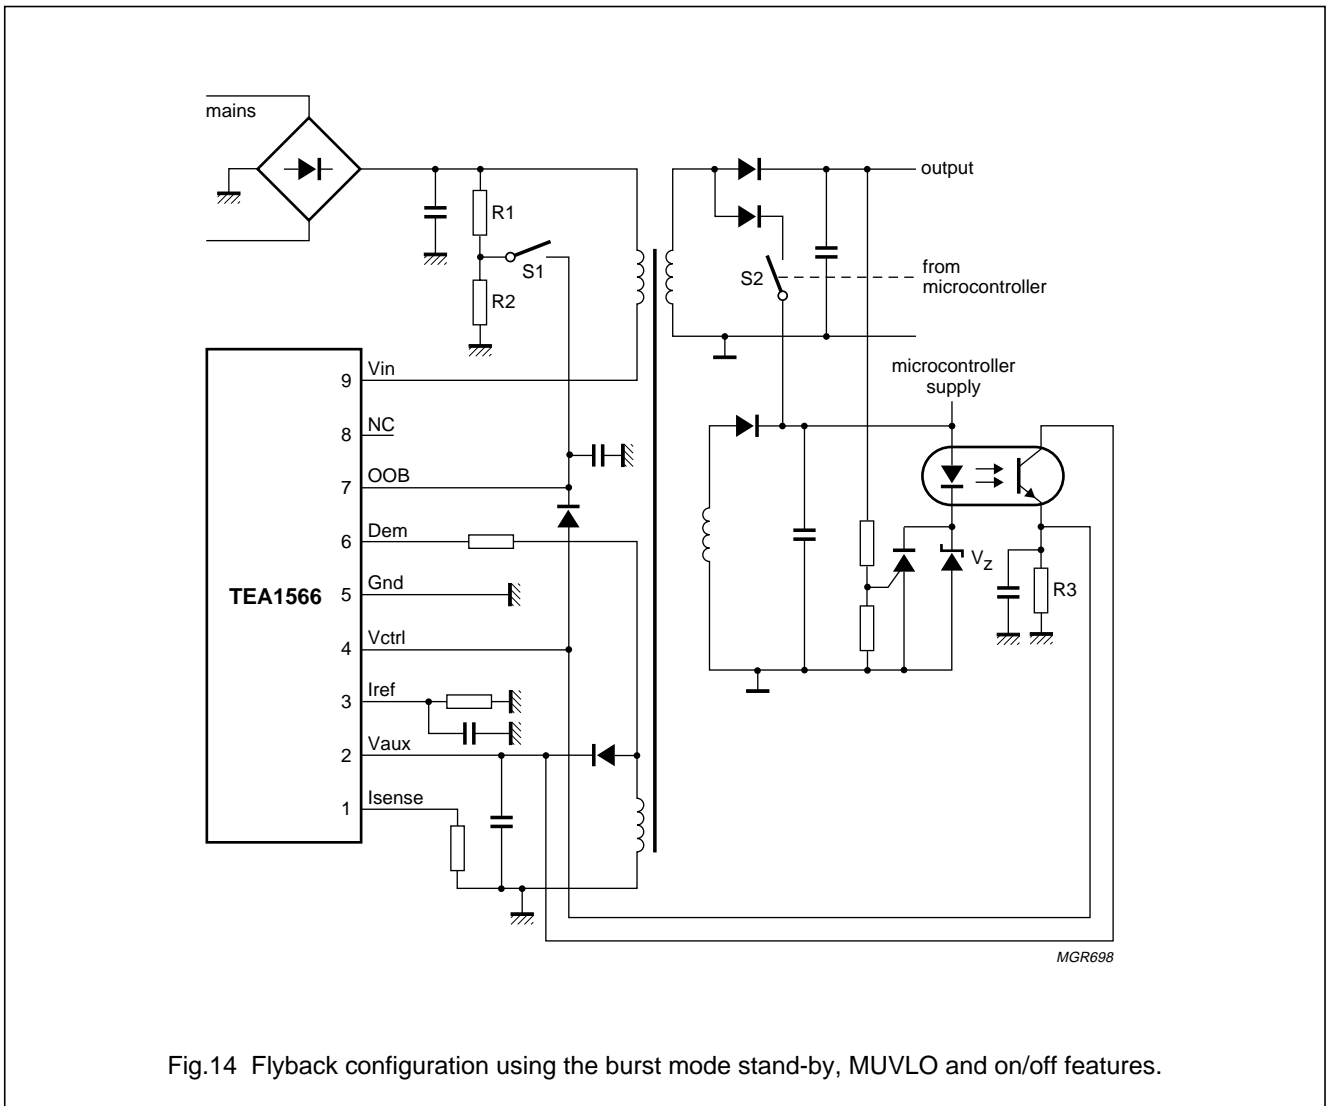 mains
R1
S1
R2
output
S2
from
microcontroller
microcontroller
supply
TEA1566
9 Vin
8 NC
7 OOB
6 Dem
5 Gnd
4 Vctrl
3 Iref
2 Vaux
1 Isense
VZ
R3
MGR698
Fig.14 Flyback configuration using the burst mode stand-by, MUVLO and on/off features.